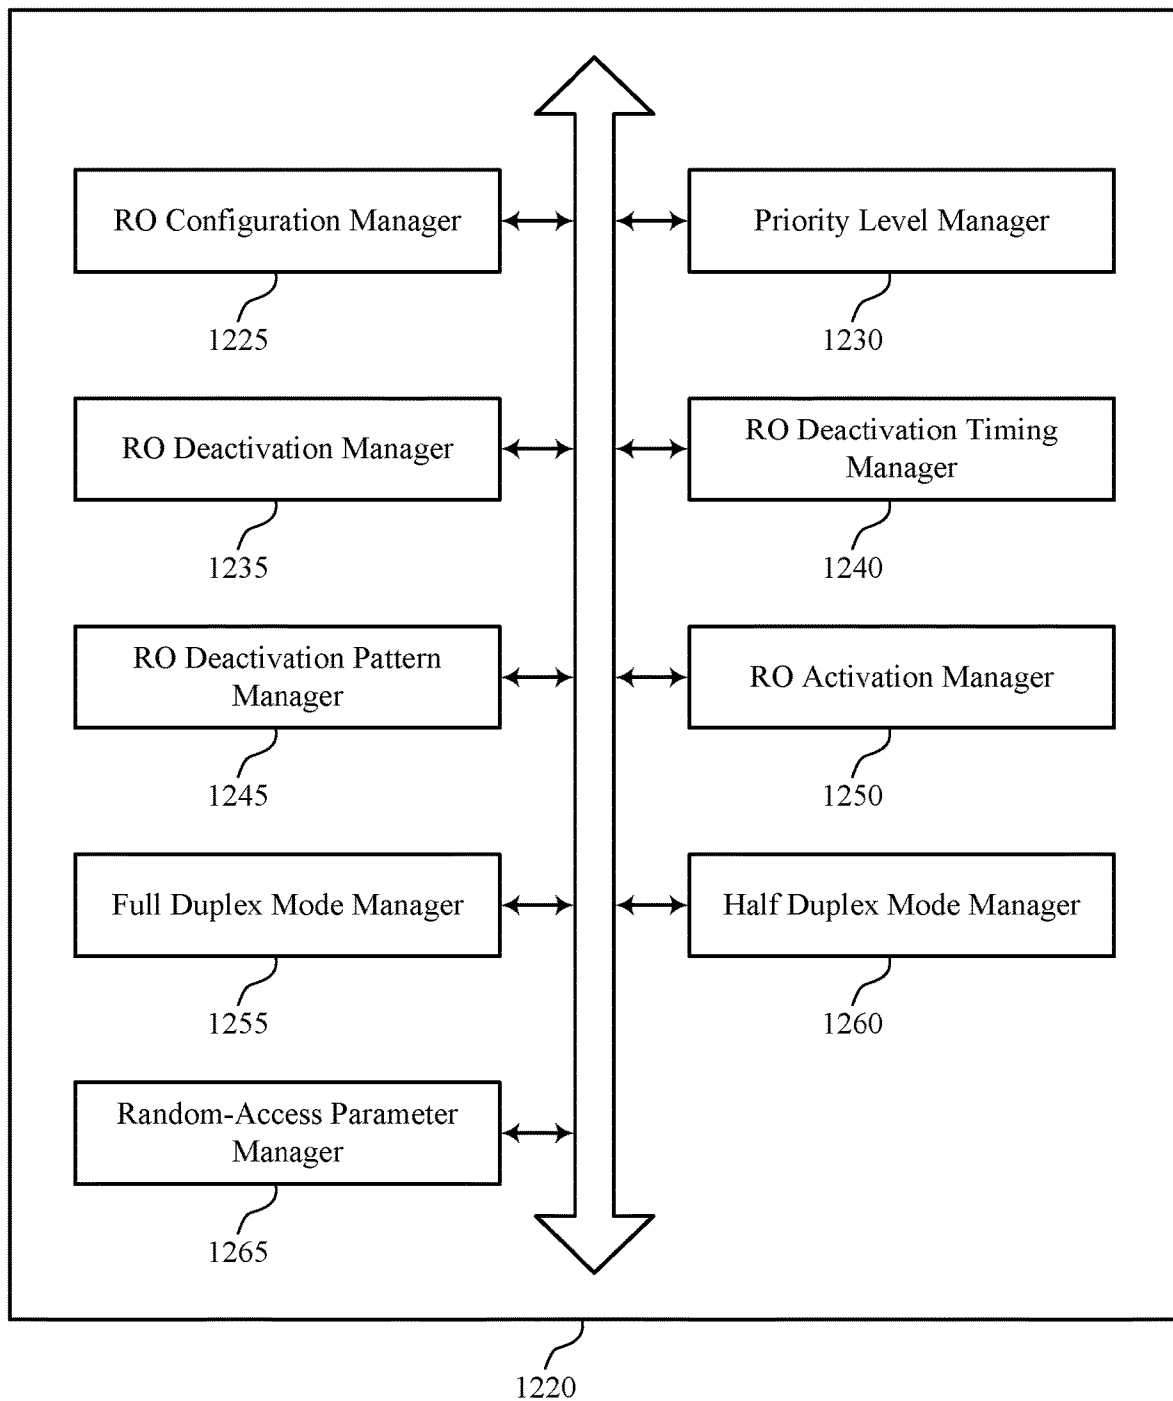 RO Configuration Manager
1225
Priority Level Manager
1230
RO Deactivation Manager
1235
RO Deactivation Timing
Manager
1240
RO Deactivation Pattern
Manager
1245
RO Activation Manager
1250
Full Duplex Mode Manager
1255
Half Duplex Mode Manager
1260
Random-Access Parameter
Manager
1265
1220